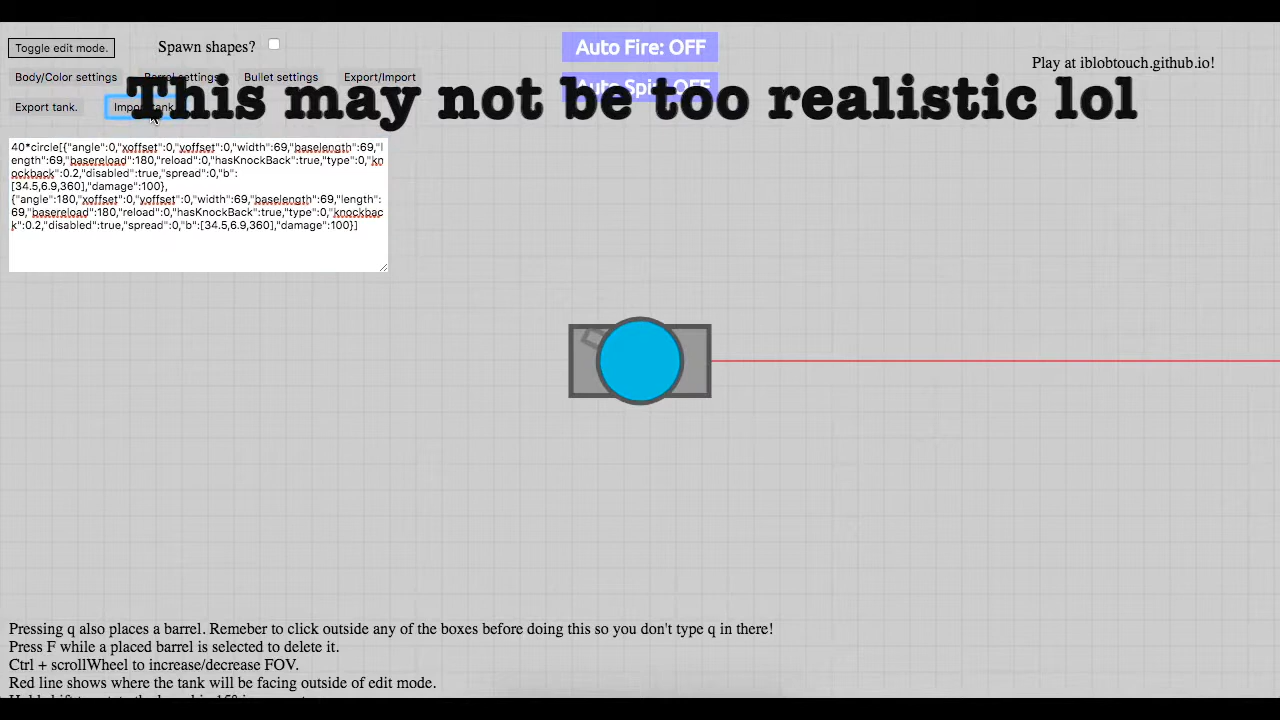 Toggle edit mode.
Spawn shapes?
Auto Fire: OFF
Play at iblobtouch.github.io!
Body/Color settings
Barrel settings
Bullet settings
Export/Import
Auto Spin: OFF
This may not be too realistic lol
Export tank.
Import tank.
40*circle[{"angle":0,"xoffset":0,"yoffset":0,"width":69,"baselength":69,"l
ength":69,"basereload":180,"reload":0,"hasKnockBack":true,"type":0,"kn
ockback":0.2,"disabled":true,"spread":0,"b":
[34.5,6.9,360],"damage":100},
{"angle":180,"xoffset":0,"yoffset":0,"width":69,"baselength":69,"length":
69,"basereload":180,"reload":0,"hasKnockBack":true,"type":0,"knockbac
k":0.2,"disabled":true,"spread":0,"b":[34.5,6.9,360],"damage":100}]
Pressing q also places a barrel. Remeber to click outside any of the boxes before doing this so you don't type q in there!
Press F while a placed barrel is selected to delete it.
Ctrl + scrollWheel to increase/decrease FOV.
Red line shows where the tank will be facing outside of edit mode.